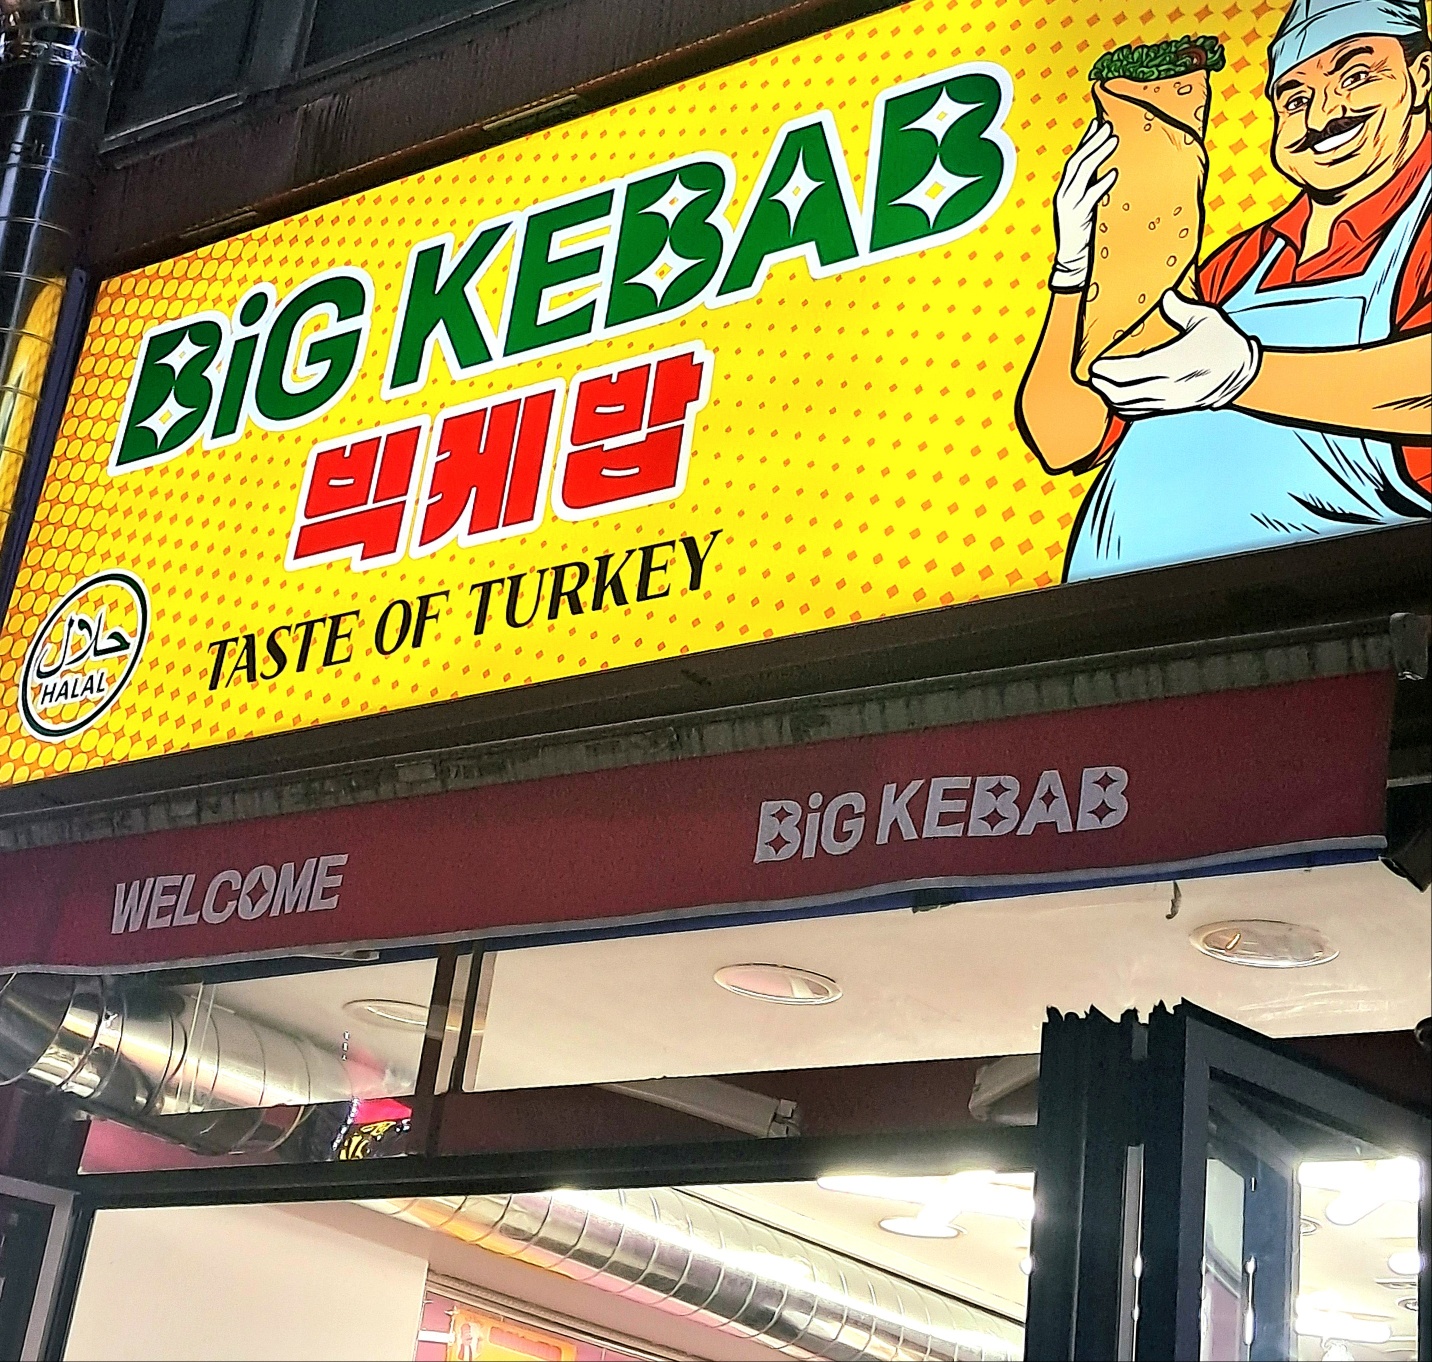 BiG KEBAB
빅케밥
TASTE OF TURKEY
حلال
HALAL
WELCOME
BiG KEBAB